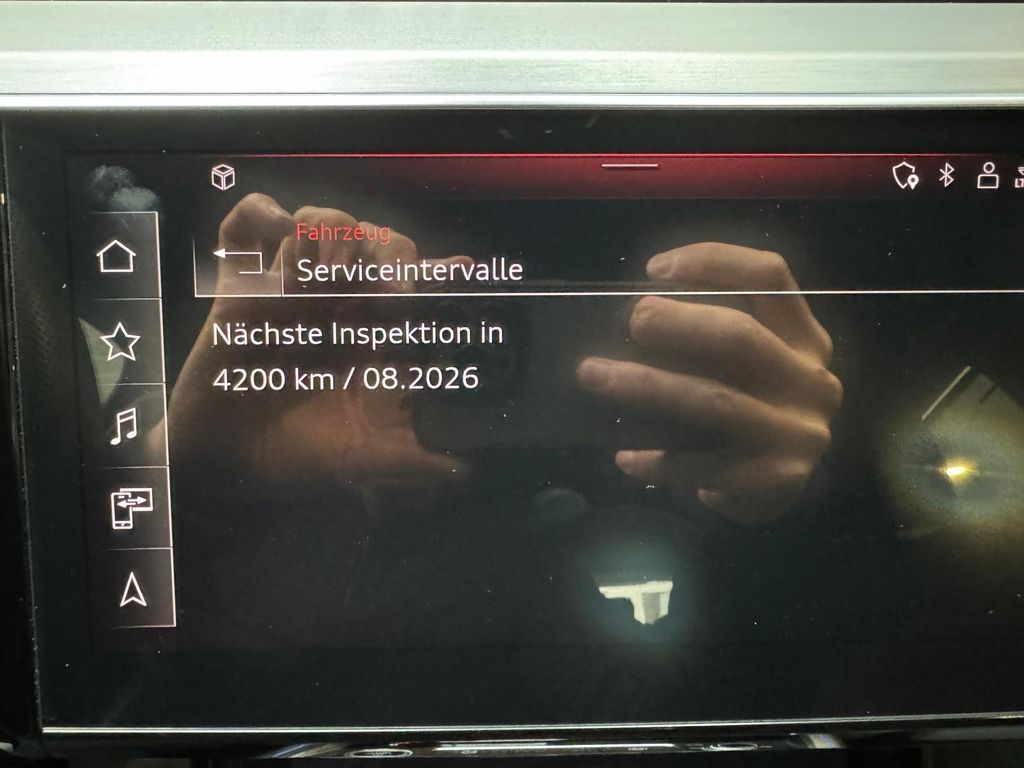 Fahrzeug
Serviceintervalle
Nächste Inspektion in
4200 km / 08.2026